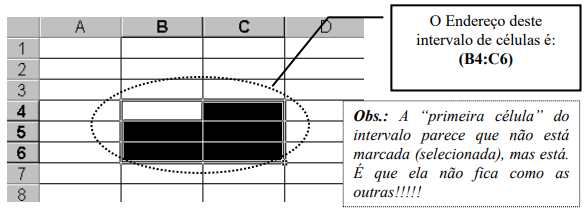 A B C D
1
2
3
4
5
6
7
8
O Endereço deste
intervalo de células é:
(B4:C6)
Obs.: A “primeira célula” do
intervalo parece que não está
marcada (selecionada), mas está.
É que ela não fica como as
outras!!!!!